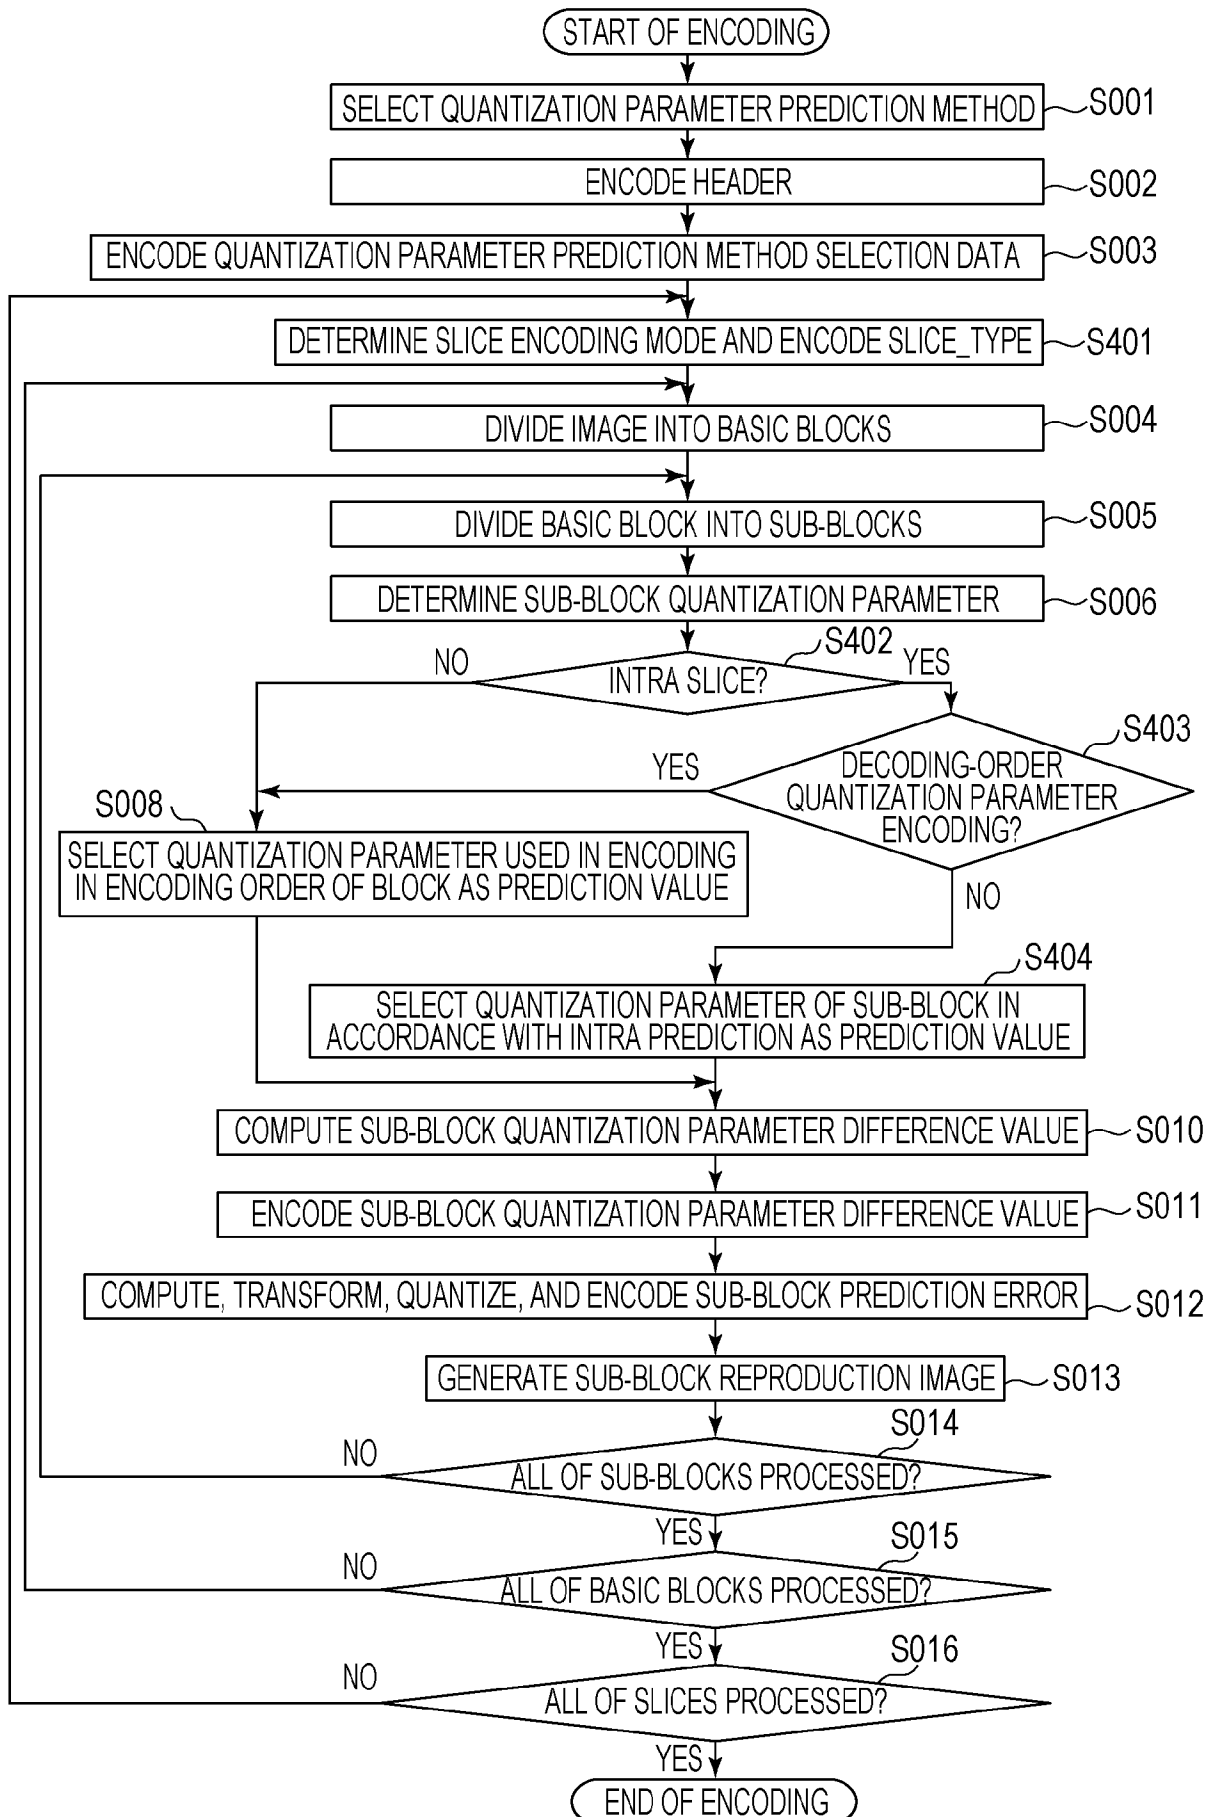 START OF ENCODING
SELECT QUANTIZATION PARAMETER PREDICTION METHOD
S001
ENCODE HEADER
S002
ENCODE QUANTIZATION PARAMETER PREDICTION METHOD SELECTION DATA
S003
DETERMINE SLICE ENCODING MODE AND ENCODE SLICE_TYPE
S401
DIVIDE IMAGE INTO BASIC BLOCKS
S004
DIVIDE BASIC BLOCK INTO SUB-BLOCKS
S005
DETERMINE SUB-BLOCK QUANTIZATION PARAMETER
S006
S402
NO
INTRA SLICE?
YES
S403
YES
DECODING-ORDER
QUANTIZATION PARAMETER
ENCODING?
S008
SELECT QUANTIZATION PARAMETER USED IN ENCODING
IN ENCODING ORDER OF BLOCK AS PREDICTION VALUE
NO
S404
SELECT QUANTIZATION PARAMETER OF SUB-BLOCK IN
ACCORDANCE WITH INTRA PREDICTION AS PREDICTION VALUE
COMPUTE SUB-BLOCK QUANTIZATION PARAMETER DIFFERENCE VALUE
S010
ENCODE SUB-BLOCK QUANTIZATION PARAMETER DIFFERENCE VALUE
S011
COMPUTE, TRANSFORM, QUANTIZE, AND ENCODE SUB-BLOCK PREDICTION ERROR
S012
GENERATE SUB-BLOCK REPRODUCTION IMAGE
S013
S014
NO
ALL OF SUB-BLOCKS PROCESSED?
YES
S015
NO
ALL OF BASIC BLOCKS PROCESSED?
YES
S016
NO
ALL OF SLICES PROCESSED?
YES
END OF ENCODING